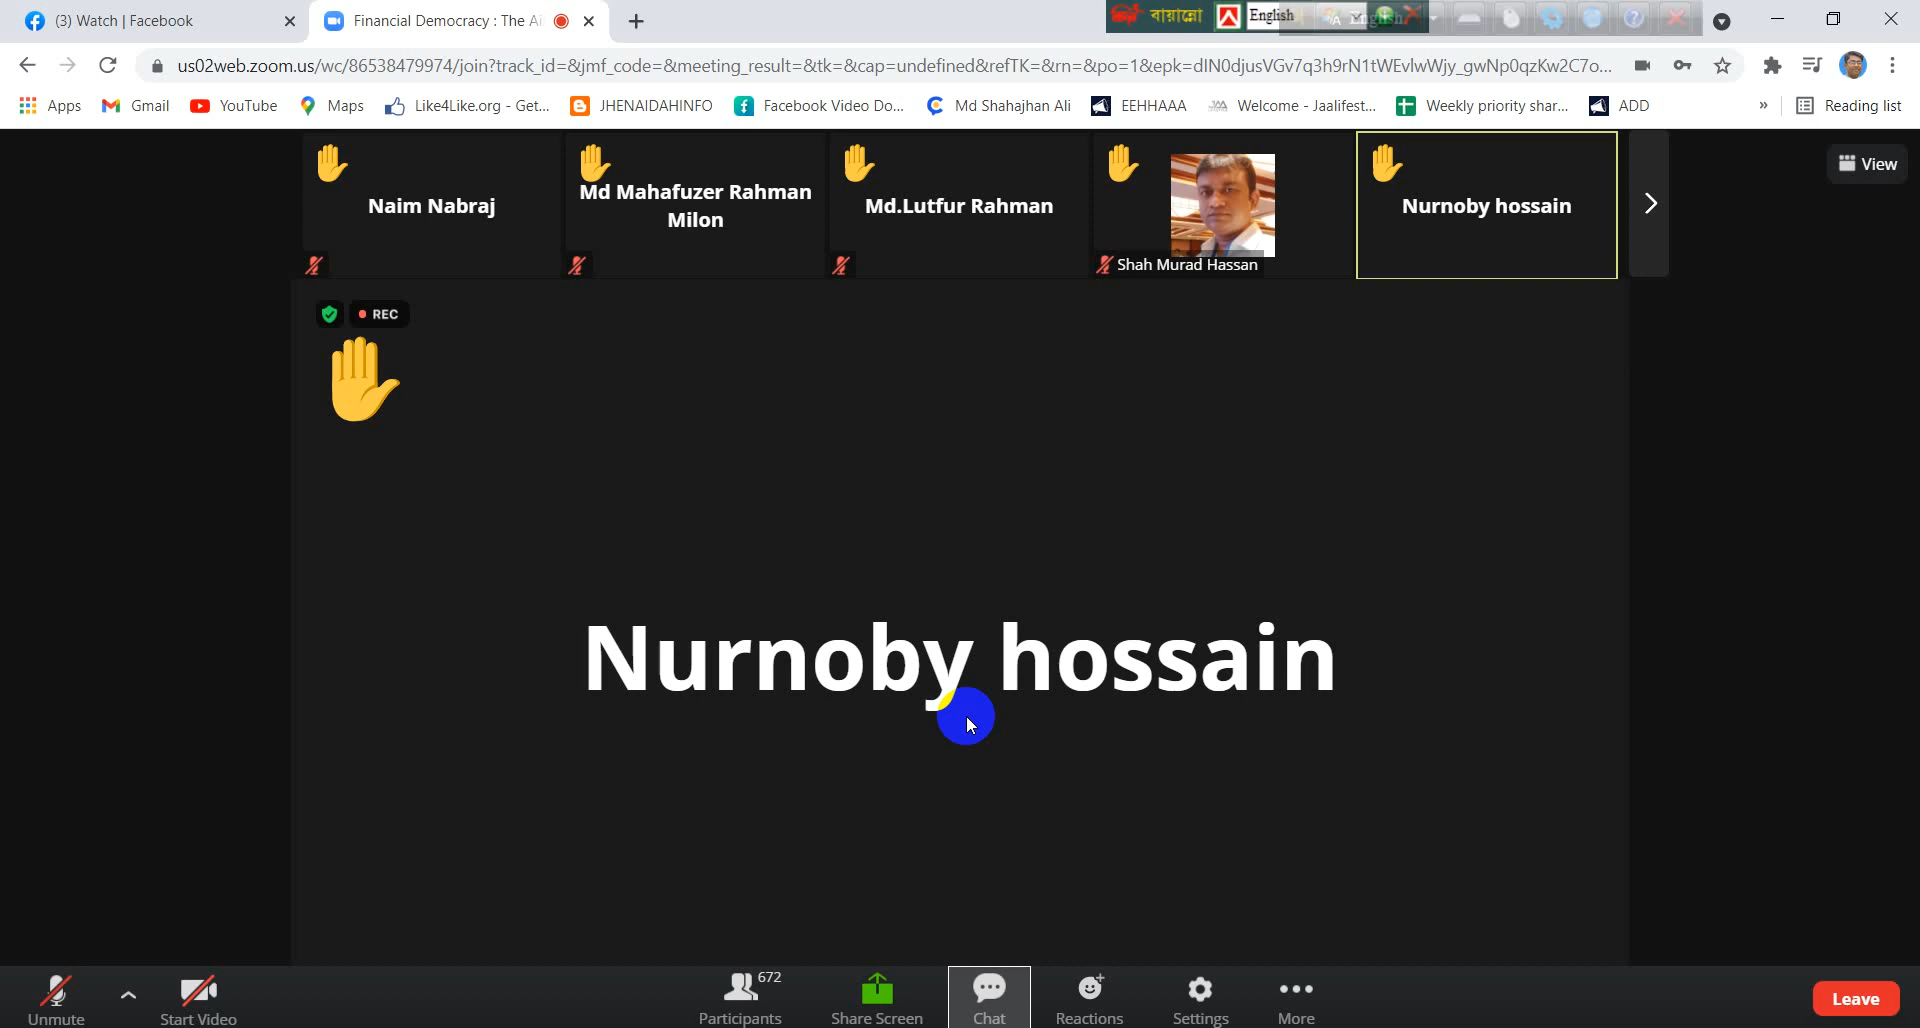 (3) Watch | Facebook
Financial Democracy : The Ai
বায়ান্নো
English
us02web.zoom.us/wc/86538479974/join?track_id=&jmf_code=&meeting_result=&tk=&cap=undefined&refTK=&rn=&po=1&epk=dIN0djusVGv7q3h9rN1tWEvlwWjy_gwNp0qzKw2C7o...
Apps
Gmail
YouTube
Maps
Like4Like.org - Get...
JHENAIDAHINFO
Facebook Video Do...
Md Shahajhan Ali
EEHHAAA
Welcome - Jaalifest...
Weekly priority shar...
ADD
»
Reading list
Naim Nabraj
Md Mahafuzer Rahman
Milon
Md.Lutfur Rahman
Shah Murad Hassan
Nurnoby hossain
View
REC
Nurnoby hossain
Unmute
Start Video
672
Participants
Share Screen
Chat
Reactions
Settings
More
Leave